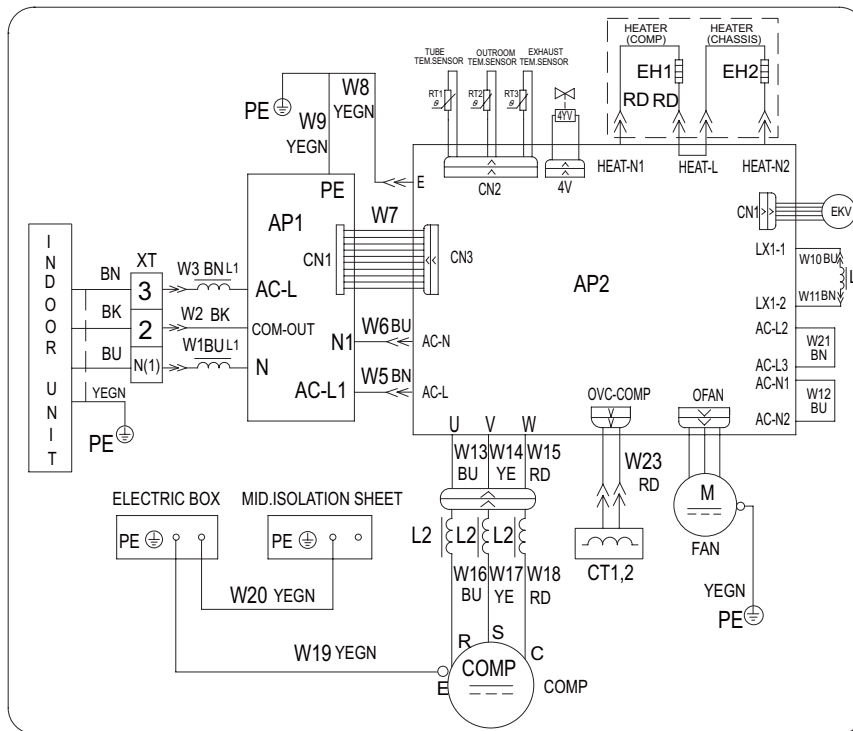 HEATER
(COMP)
HEATER
(CHASSIS)
TUBE
TEM.SENSOR
OUTROOM
TEM.SENSOR
EXHAUST
TEM.SENSOR
EH1
EH2
RD RD
W8
YEGN
PE
W9
YEGN
RT1
θ
RT2
θ
RT3
θ
4YV
HEAT-N1
HEAT-L
HEAT-N2
E
CN2
4V
PE
AP1
W7
CN1
CN3
CN1
EKV
INDOOR UNIT
XT
BN
3
W3 BN L1
AC-L
BK
2
W2 BK
COM-OUT
BU
N(1)
W1 BU L1
N
YEGN
PE
N1
W6 BU
AC-N
AC-L1
W5 BN
AC-L
AP2
LX1-1
W10 BU
L
W11 BN
LX1-2
AC-L2
W21
BN
AC-L3
AC-N1
W12
BU
AC-N2
U V W
OVC-COMP
OFAN
W13
BU
W14
YE
W15
RD
W23
RD
M
FAN
L2
L2
L2
CT1,2
W16
BU
W17
YE
W18
RD
YEGN
PE
ELECTRIC BOX
MID.ISOLATION SHEET
PE
PE
W20 YEGN
W19 YEGN
R
S
C
E
COMP
COMP